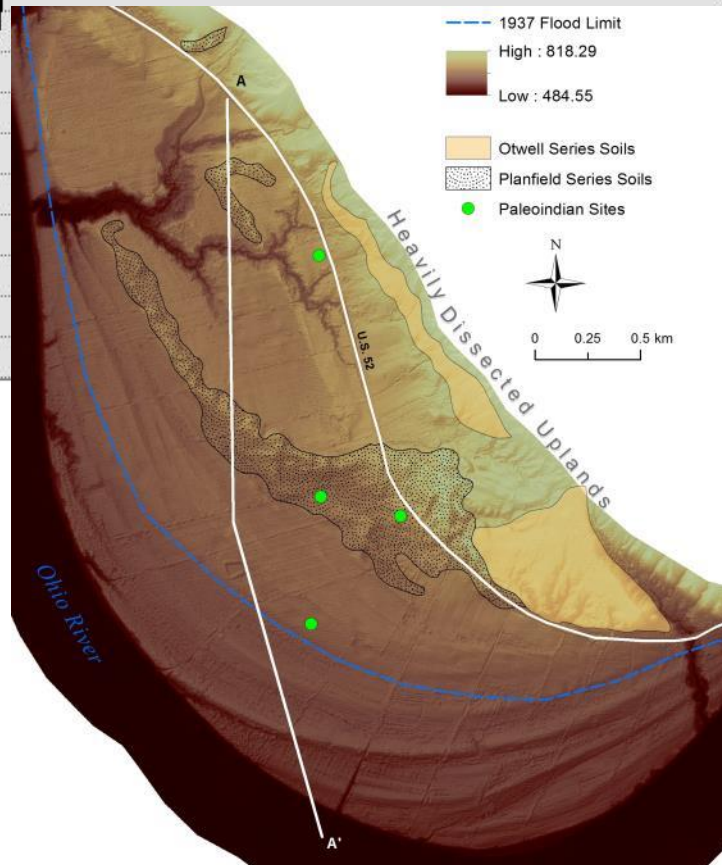 1937 Flood Limit
High : 818.29
Low : 484.55
Otwell Series Soils
Planfield Series Soils
Paleoindian Sites
N
0 0.25 0.5 km
A
Heavily Dissected Uplands
U.S. 52
Ohio River
A'